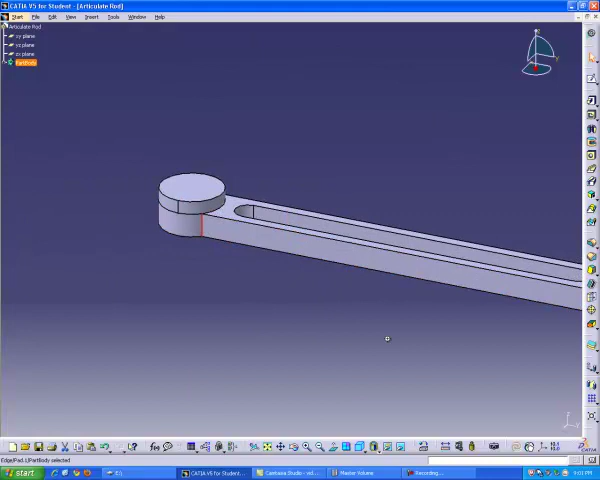 CATIA V5 for Student - [Articulate Rod]
Start File Edit View Insert Tools Window Help
Articulate Rod
xy plane
yz plane
zx plane
PartBody
Edge/Pad.1/PartBody selected
start
CATIA V5 for Student...
Camtasia Studio - vol...
Master Volume
Recording...